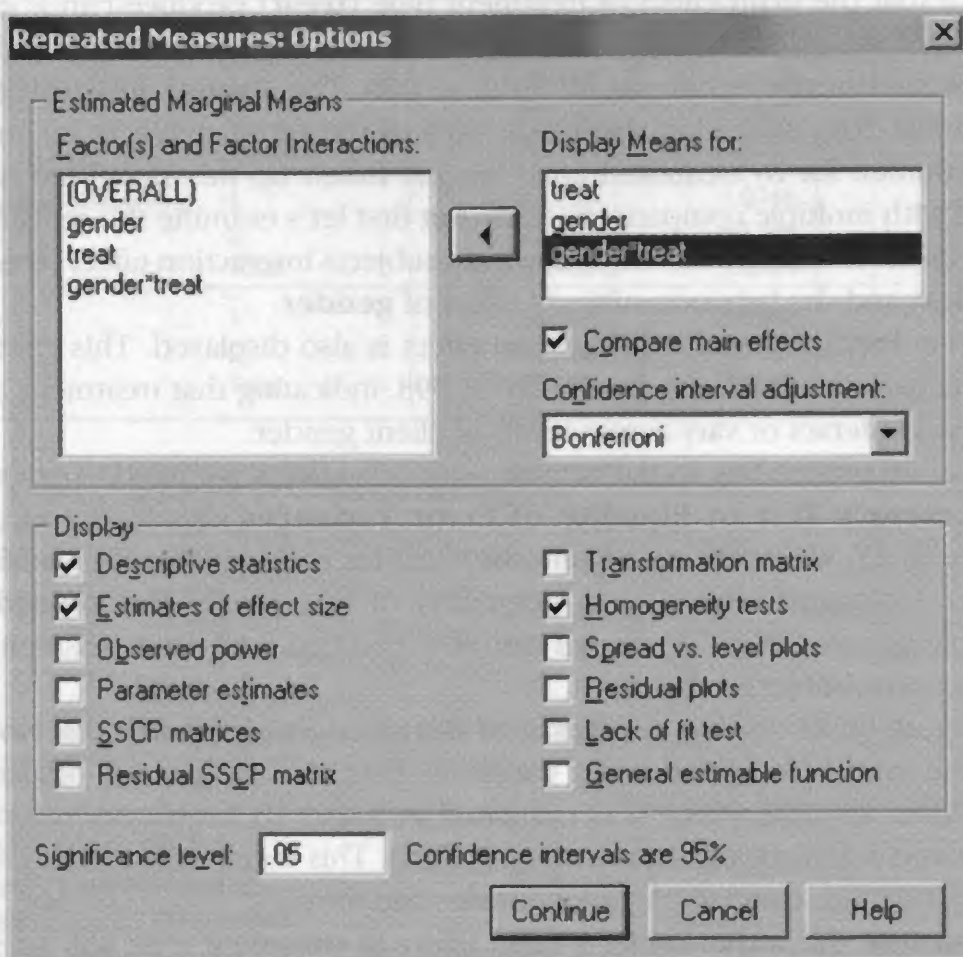 Repeated Measures: Options
Estimated Marginal Means
Factor(s) and Factor Interactions:
(OVERALL)
gender
treat
gender*treat
Display Means for:
treat
gender
gender*treat
Compare main effects
Confidence interval adjustment:
Bonferroni
Display
Descriptive statistics
Estimates of effect size
Observed power
Parameter estimates
SSCP matrices
Residual SSCP matrix
Transformation matrix
Homogeneity tests
Spread vs. level plots
Residual plots
Lack of fit test
General estimable function
Significance level: .05 Confidence intervals are 95%
Continue Cancel Help